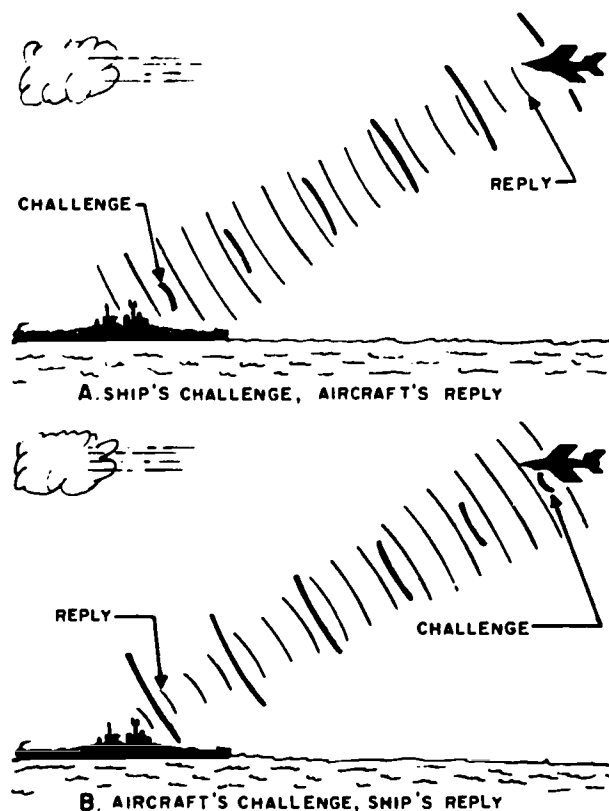 REPLY
CHALLENGE
A. SHIP'S CHALLENGE, AIRCRAFT'S REPLY
REPLY
CHALLENGE
B. AIRCRAFT'S CHALLENGE, SHIP'S REPLY